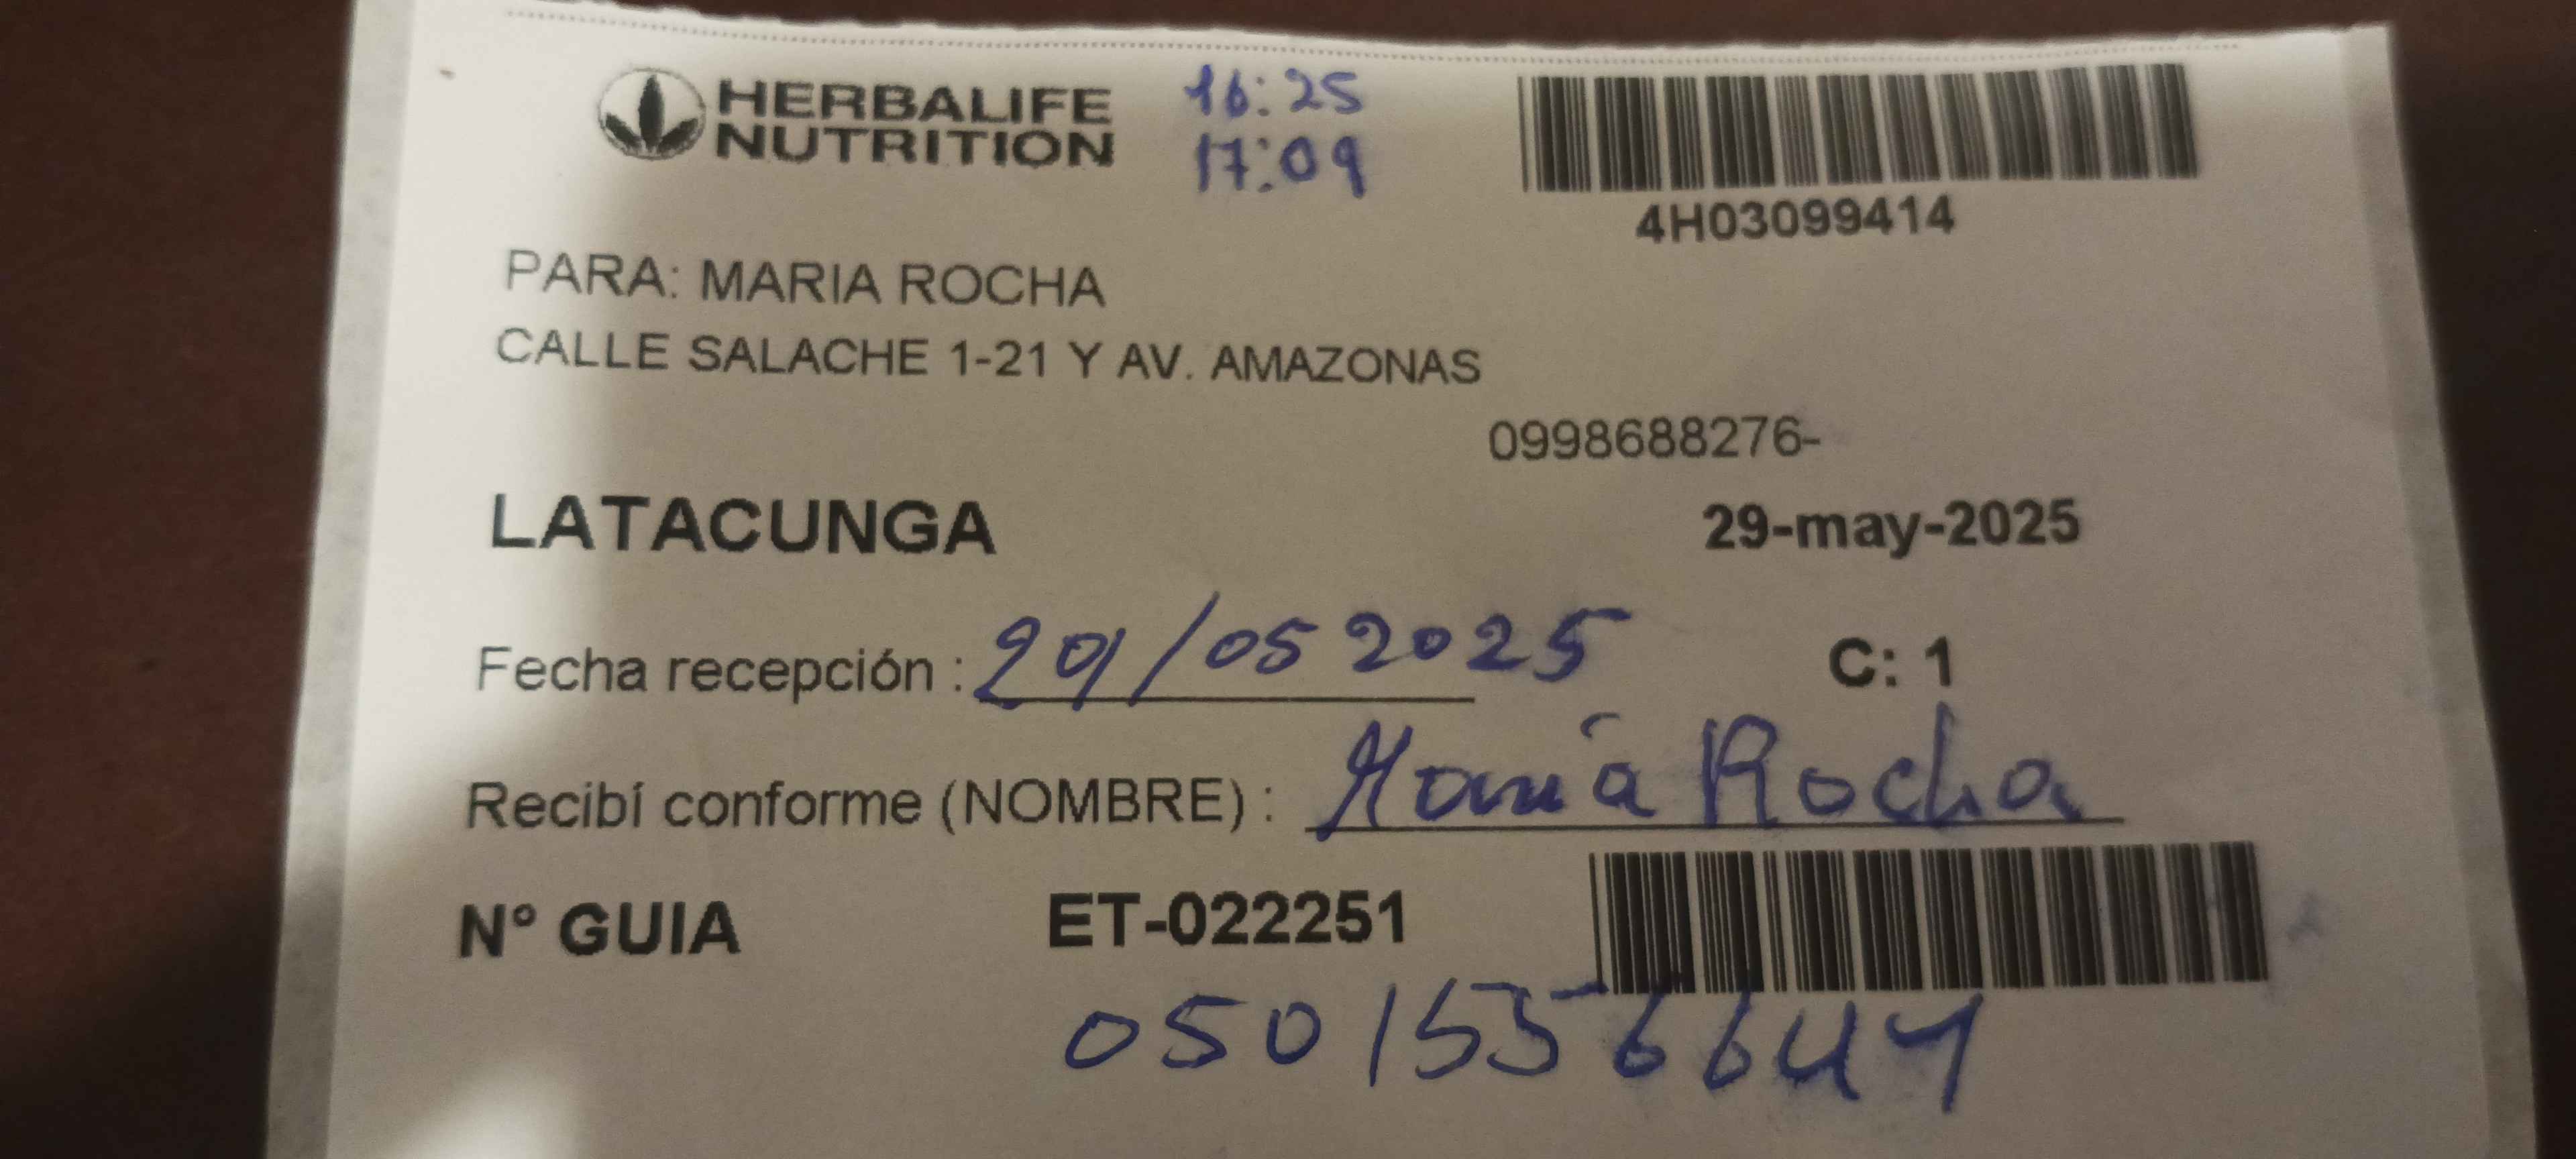 HERBALIFE
NUTRITION
16:25
17:09
4H03099414
PARA: MARIA ROCHA
CALLE SALACHE 1-21 Y AV. AMAZONAS
0998688276-
LATACUNGA
29-may-2025
Fecha recepción : 29/05 2025
C: 1
Recibí conforme (NOMBRE) : María Rocha
N° GUIA ET-022251